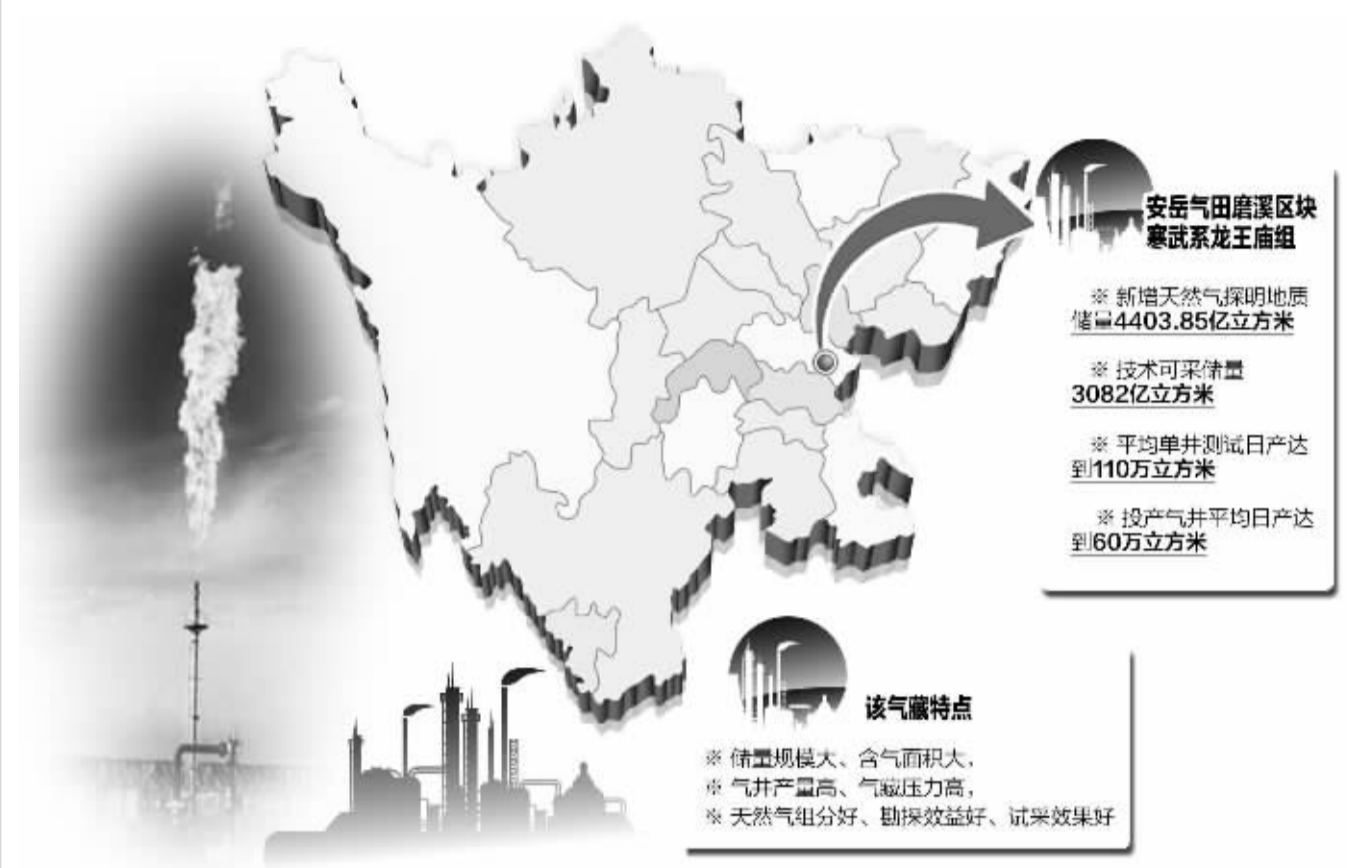 安岳气田磨溪区块
寒武系龙王庙组
※ 新增天然气探明地质
储量4403.85亿立方米
※ 技术可采储量
3082亿立方米
※ 平均单井测试日产达
到110万立方米
※ 投产气井平均日产达
到60万立方米
该气藏特点
※ 储量规模大、含气面积大，
※ 气井产量高、气藏压力高，
※ 天然气组分好、勘探效益好、试采效果好